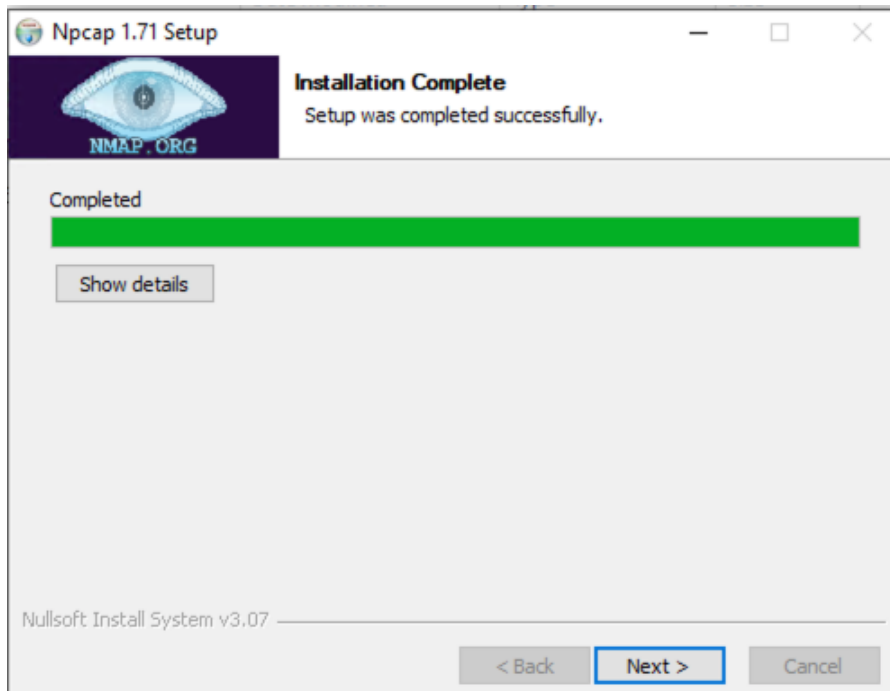 Npcap 1.71 Setup
Installation Complete
Setup was completed successfully.
NMAP.ORG
Completed
Show details
Nullsoft Install System v3.07
< Back
Next >
Cancel